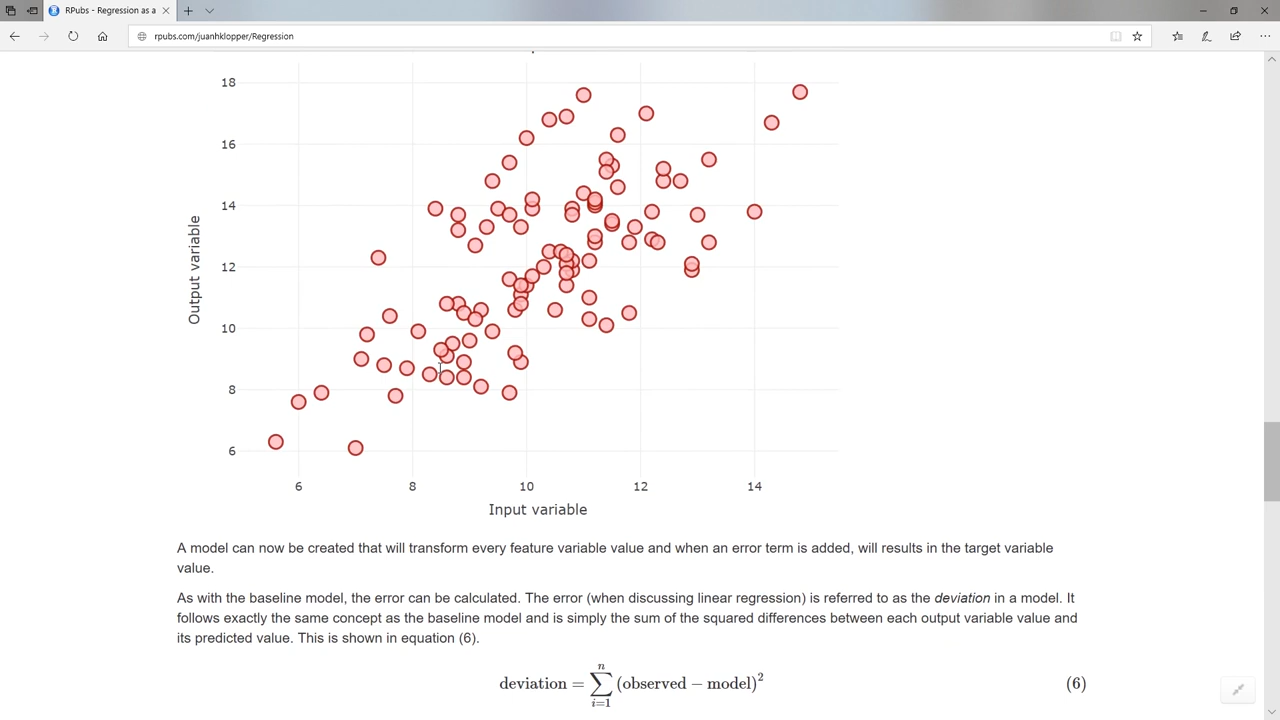 RPubs - Regression as a
rpubs.com/juanhklopper/Regression
18
16
14
12
10
8
6
Output variable
6 8 10 12 14
Input variable
A model can now be created that will transform every feature variable value and when an error term is added, will results in the target variable
value.
As with the baseline model, the error can be calculated. The error (when discussing linear regression) is referred to as the deviation in a model. It
follows exactly the same concept as the baseline model and is simply the sum of the squared differences between each output variable value and
its predicted value. This is shown in equation (6).
deviation = ∑ᵢ₌₁ⁿ (observed − model)² (6)